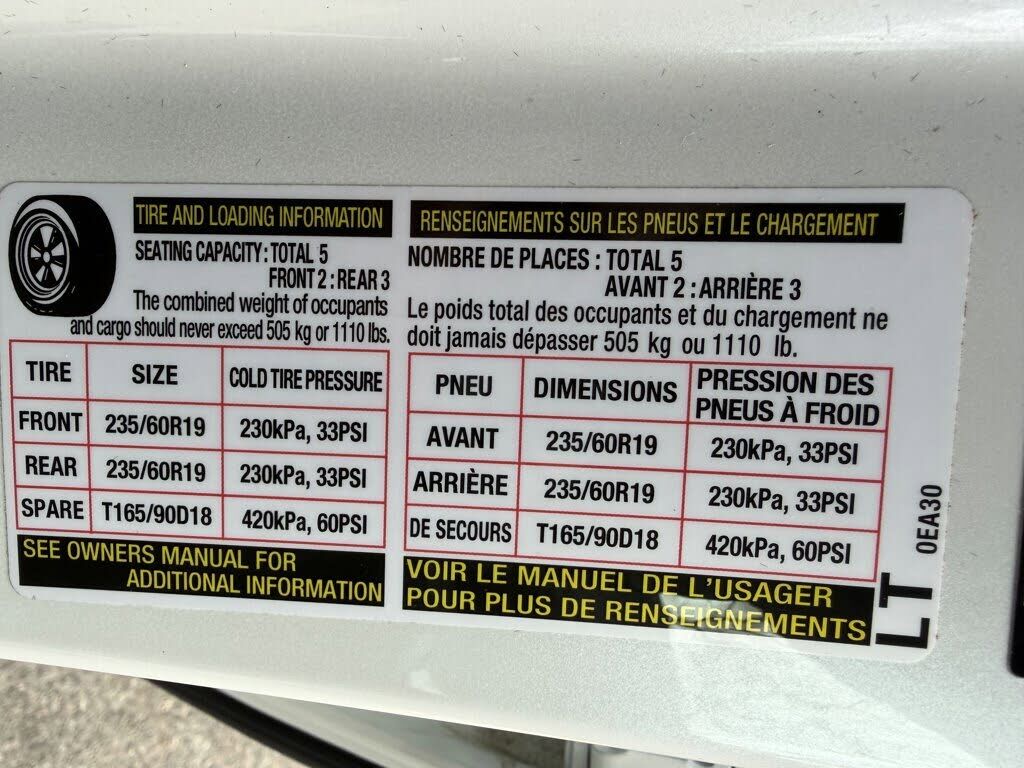 TIRE AND LOADING INFORMATION
SEATING CAPACITY: TOTAL 5
FRONT 2 : REAR 3
The combined weight of occupants
and cargo should never exceed 505 kg or 1110 lbs.
TIRE SIZE COLD TIRE PRESSURE
FRONT 235/60R19 230kPa, 33PSI
REAR 235/60R19 230kPa, 33PSI
SPARE T165/90D18 420kPa, 60PSI
SEE OWNERS MANUAL FOR
ADDITIONAL INFORMATION
RENSEIGNEMENTS SUR LES PNEUS ET LE CHARGEMENT
NOMBRE DE PLACES : TOTAL 5
AVANT 2 : ARRIÈRE 3
Le poids total des occupants et du chargement ne
doit jamais dépasser 505 kg ou 1110 lb.
PNEU DIMENSIONS PRESSION DES
PNEUS À FROID
AVANT 235/60R19 230kPa, 33PSI
ARRIÈRE 235/60R19 230kPa, 33PSI
DE SECOURS T165/90D18 420kPa, 60PSI
VOIR LE MANUEL DE L'USAGER
POUR PLUS DE RENSEIGNEMENTS
0EA30
LT